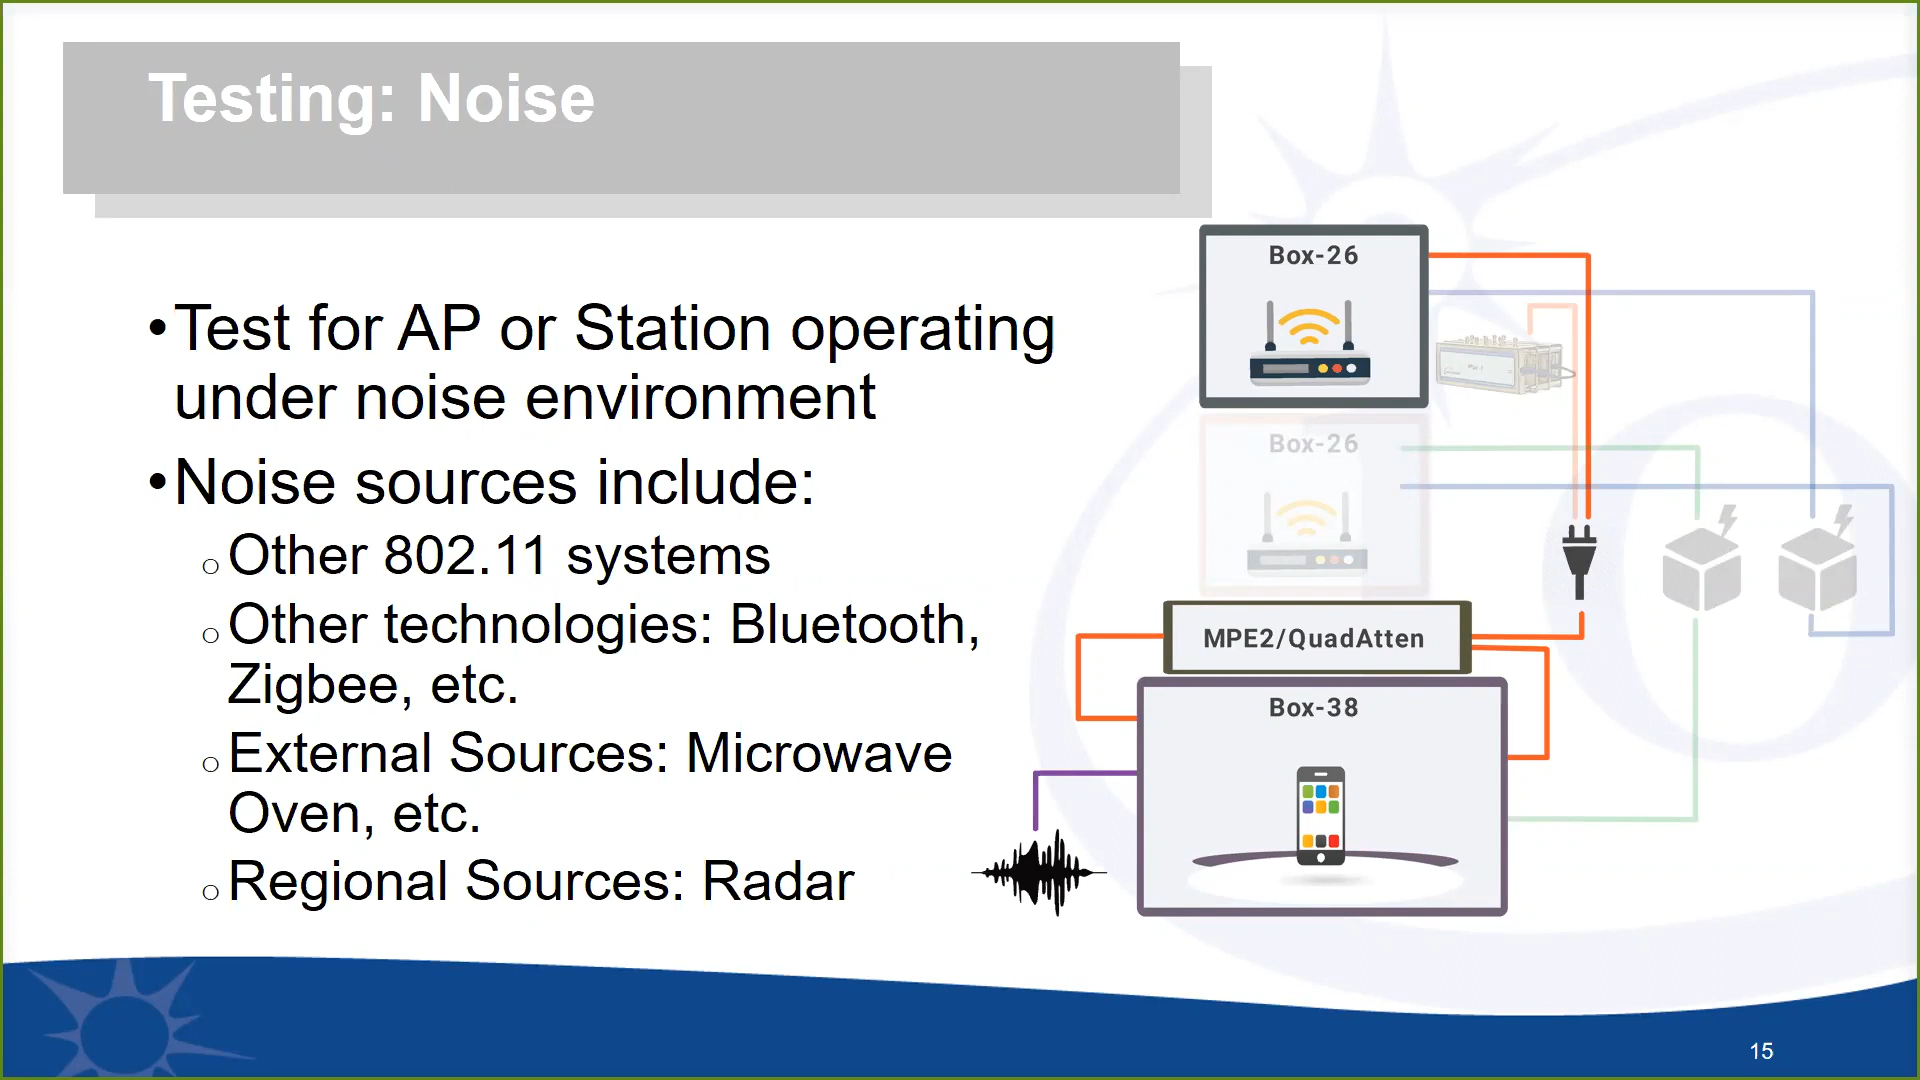 Testing: Noise
•Test for AP or Station operating
under noise environment
•Noise sources include:
○Other 802.11 systems
○Other technologies: Bluetooth,
Zigbee, etc.
○External Sources: Microwave
Oven, etc.
○Regional Sources: Radar
Box-26
Box-26
MPE2/QuadAtten
Box-38
15